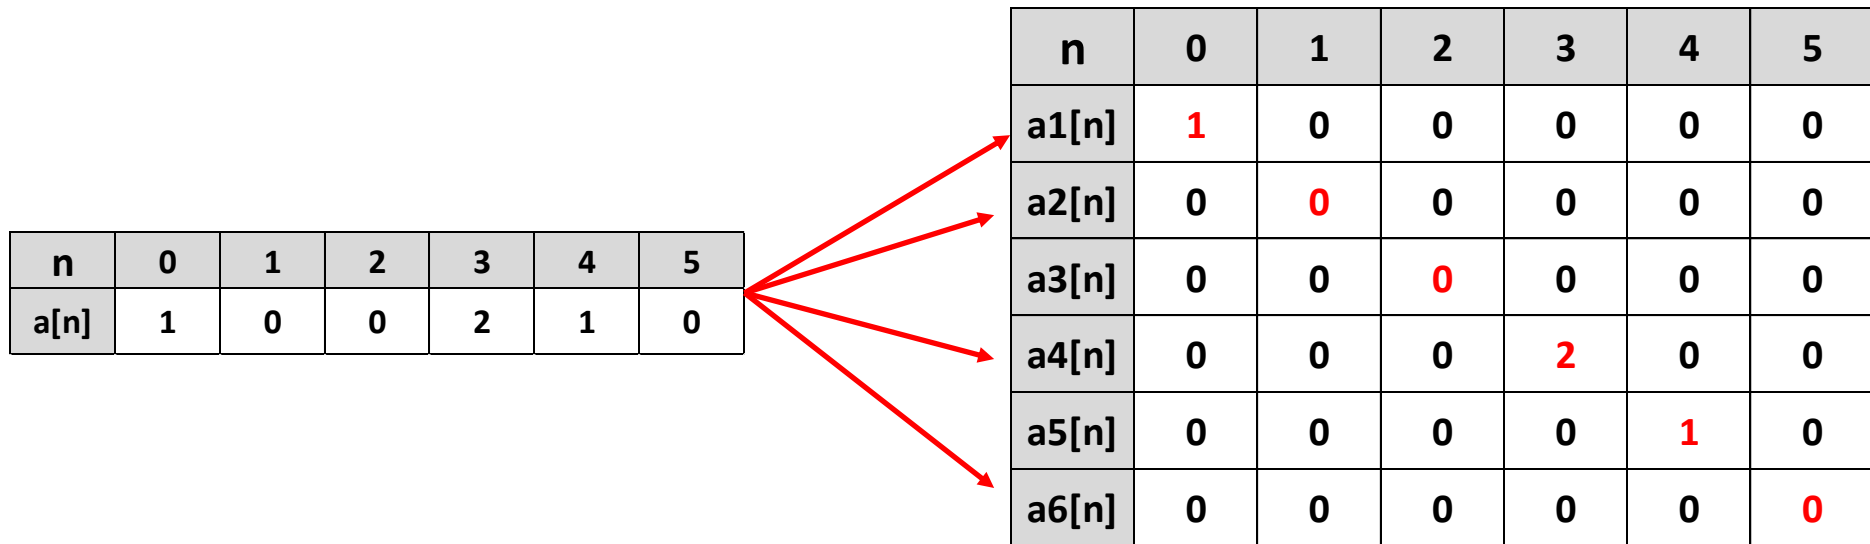 n 0 1 2 3 4 5
a[n] 1 0 0 2 1 0
n 0 1 2 3 4 5
a1[n] 1 0 0 0 0 0
a2[n] 0 0 0 0 0 0
a3[n] 0 0 0 0 0 0
a4[n] 0 0 0 2 0 0
a5[n] 0 0 0 0 1 0
a6[n] 0 0 0 0 0 0